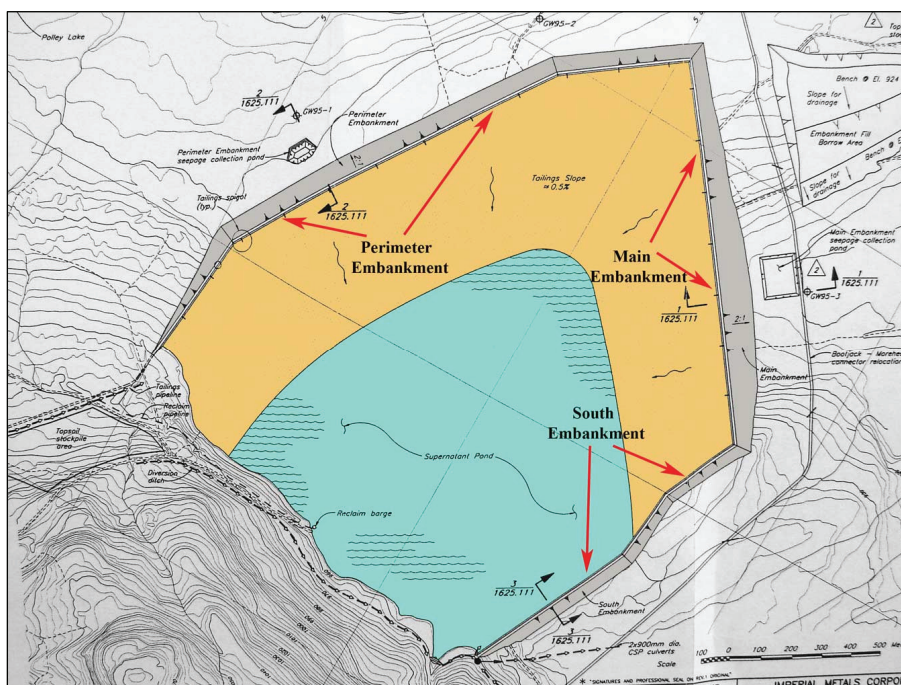 Polley Lake
GW95-2
2
2
1625.111
GW95-1
Perimeter
Embankment
Perimeter Embankment
seepage collection pond
2:1
Tailings spigot
(typ.)
2
1625.111
Tailings Slope
≈0.5%
Bench @ El. 924
Slope for
drainage
Embankment Fill
Borrow Area
Slope for
drainage
Perimeter
Embankment
Main
Embankment
Main Embankment
seepage collection
pond
2
1
1625.111
GW95-3
1
1625.111
2:1
Main
Embankment
Bootjack - Morehead
connector relocation
Tailings
pipeline
Reclaim
pipeline
Topsoil
stockpile
area
Diversion
ditch
South
Embankment
Supernatant Pond
Reclaim barge
3
1625.111
South
Embankment
3
1625.111
2x900mm dia.
CSP culverts
Scale
100
0
100
200
300
400
500
* "SIGNATURES AND PROFESSIONAL SEAL ON
ORIGINAL"
IMPERIAL METALS